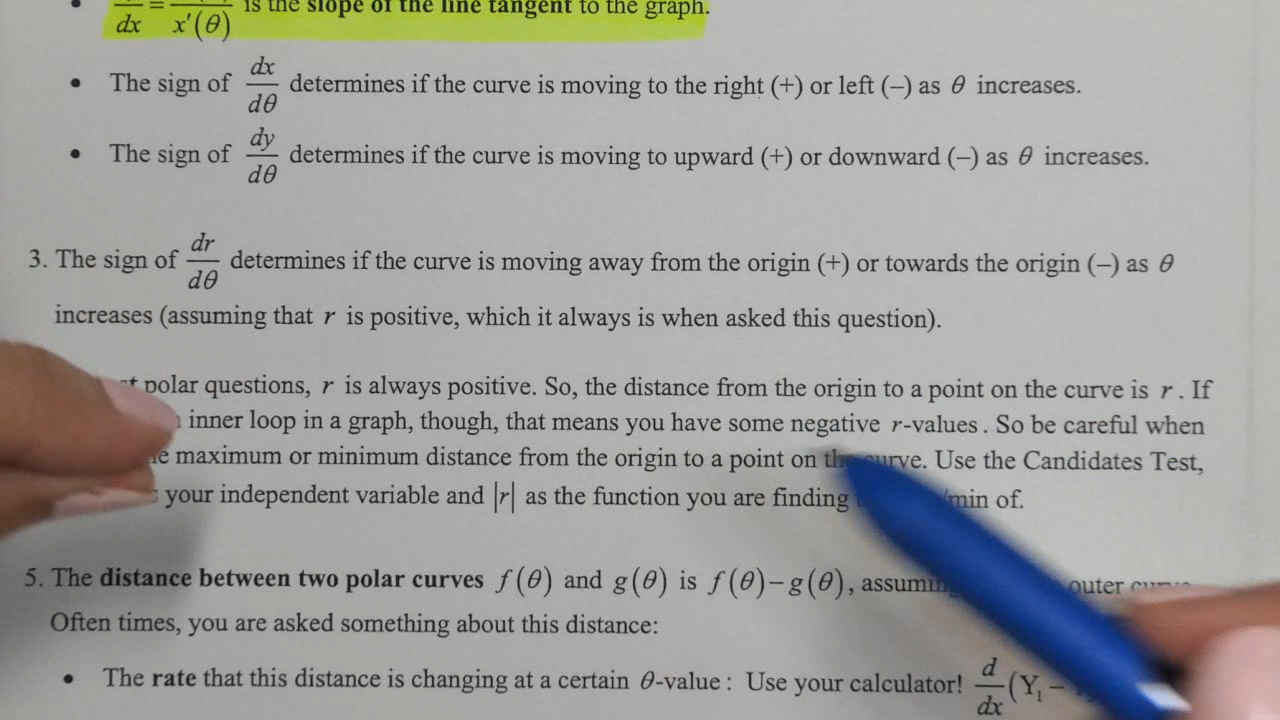 dx = x′(θ) is the slope of the line tangent to the graph.
• The sign of dx/dθ determines if the curve is moving to the right (+) or left (–) as θ increases.
• The sign of dy/dθ determines if the curve is moving to upward (+) or downward (–) as θ increases.
3. The sign of dr/dθ determines if the curve is moving away from the origin (+) or towards the origin (–) as θ
increases (assuming that r is positive, which it always is when asked this question).
polar questions, r is always positive. So, the distance from the origin to a point on the curve is r. If
inner loop in a graph, though, that means you have some negative r-values. So be careful when
maximum or minimum distance from the origin to a point on the curve. Use the Candidates Test,
your independent variable and |r| as the function you are finding min of.
5. The distance between two polar curves f(θ) and g(θ) is f(θ)–g(θ), assuming outer
Often times, you are asked something about this distance:
• The rate that this distance is changing at a certain θ-value: Use your calculator! d/dx (Y₁ –